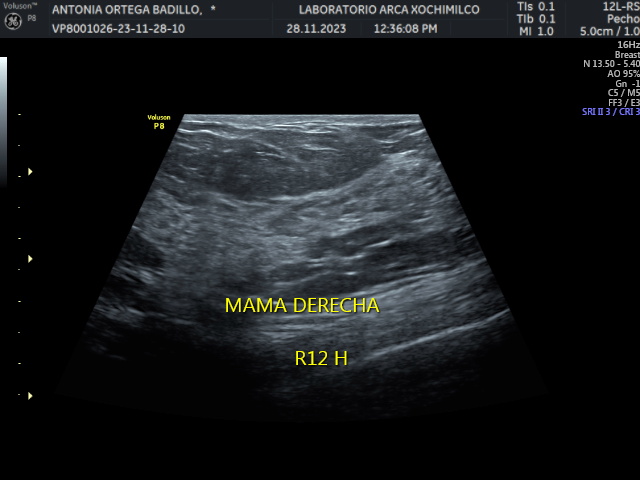 Voluson™
P8
ANTONIA ORTEGA BADILLO, *
LABORATORIO ARCA XOCHIMILCO
VP8001026-23-11-28-10
28.11.2023
12:36:08 PM
TIs 0.1
TIb 0.1
MI 1.0
12L-RS
Pecho
5.0cm / 1.0
16Hz
Breast
N 13.50 - 5.40
AO 95%
Gn -1
C5 / M5
FF3 / E3
SRI II 3 / CRI 3
Voluson
P8
MAMA DERECHA
R12 H